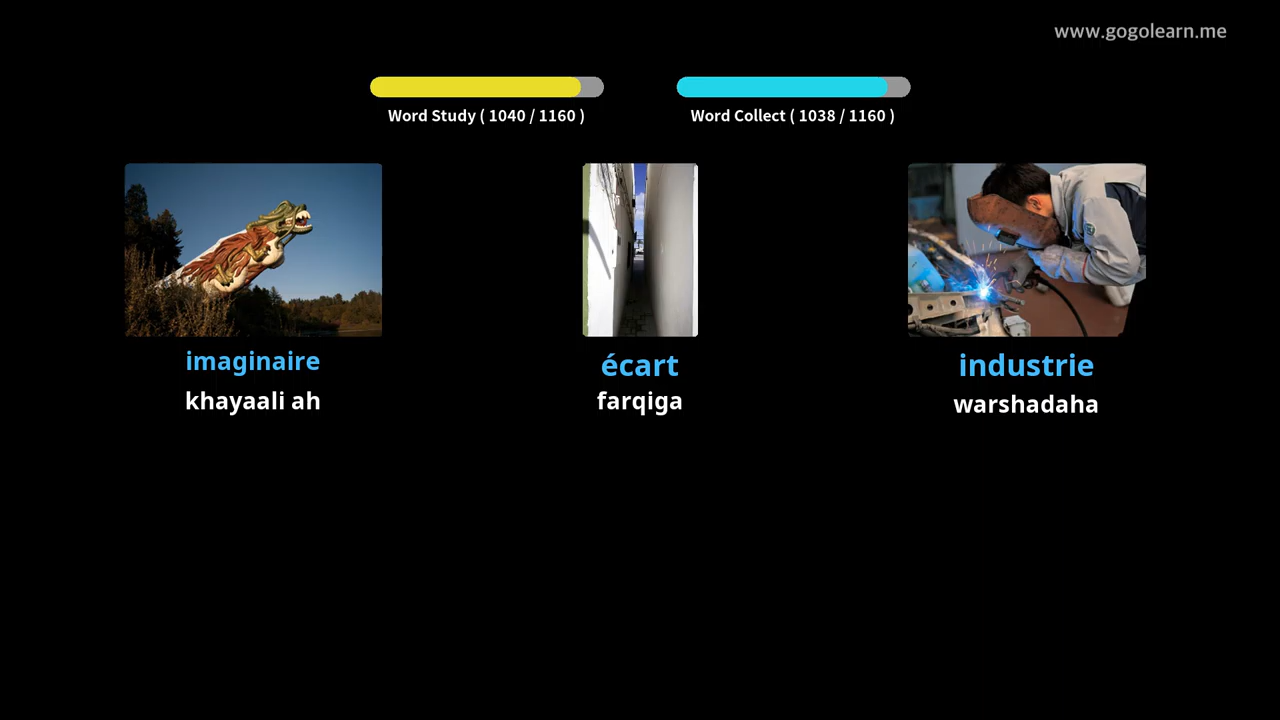 www.gogolearn.me
Word Study ( 1040 / 1160 )
Word Collect ( 1038 / 1160 )
imaginaire
khayaali ah
écart
farqiga
industrie
warshadaha